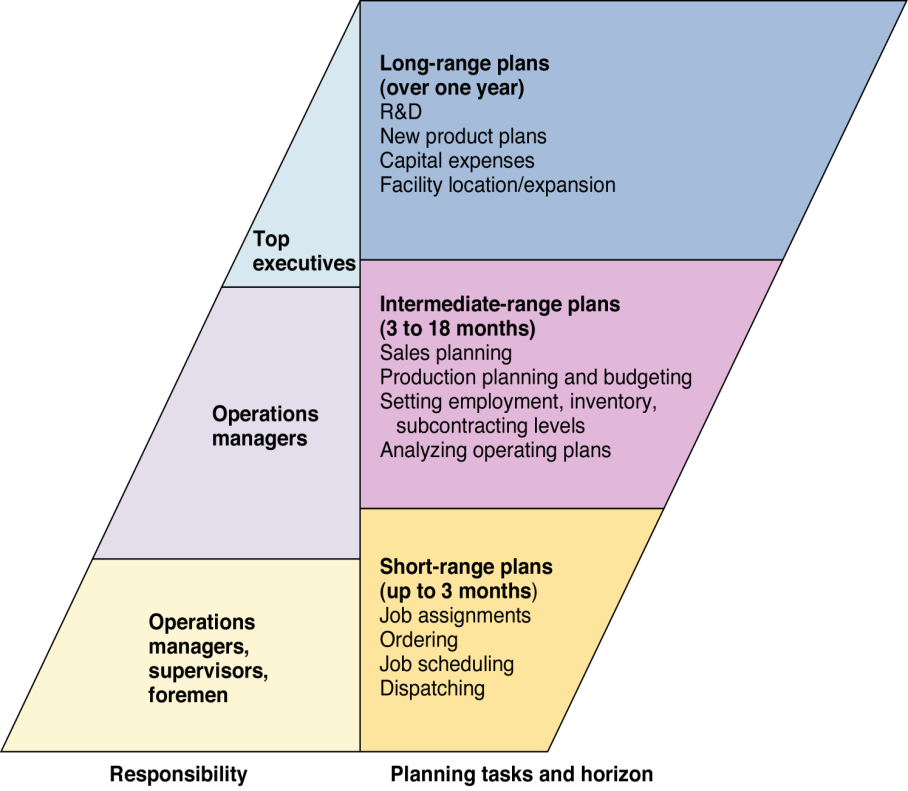 Long-range plans
(over one year)
R&D
New product plans
Capital expenses
Facility location/expansion
Top
executives
Intermediate-range plans
(3 to 18 months)
Sales planning
Production planning and budgeting
Setting employment, inventory,
subcontracting levels
Analyzing operating plans
Operations
managers
Short-range plans
(up to 3 months)
Job assignments
Ordering
Job scheduling
Dispatching
Operations
managers,
supervisors,
foremen
Responsibility
Planning tasks and horizon